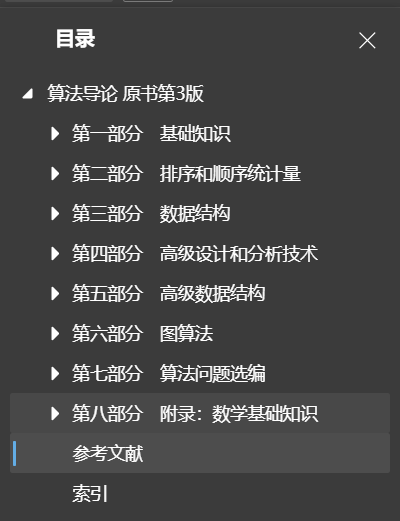 目录
算法导论 原书第3版
第一部分 基础知识
第二部分 排序和顺序统计量
第三部分 数据结构
第四部分 高级设计和分析技术
第五部分 高级数据结构
第六部分 图算法
第七部分 算法问题选编
第八部分 附录：数学基础知识
参考文献
索引